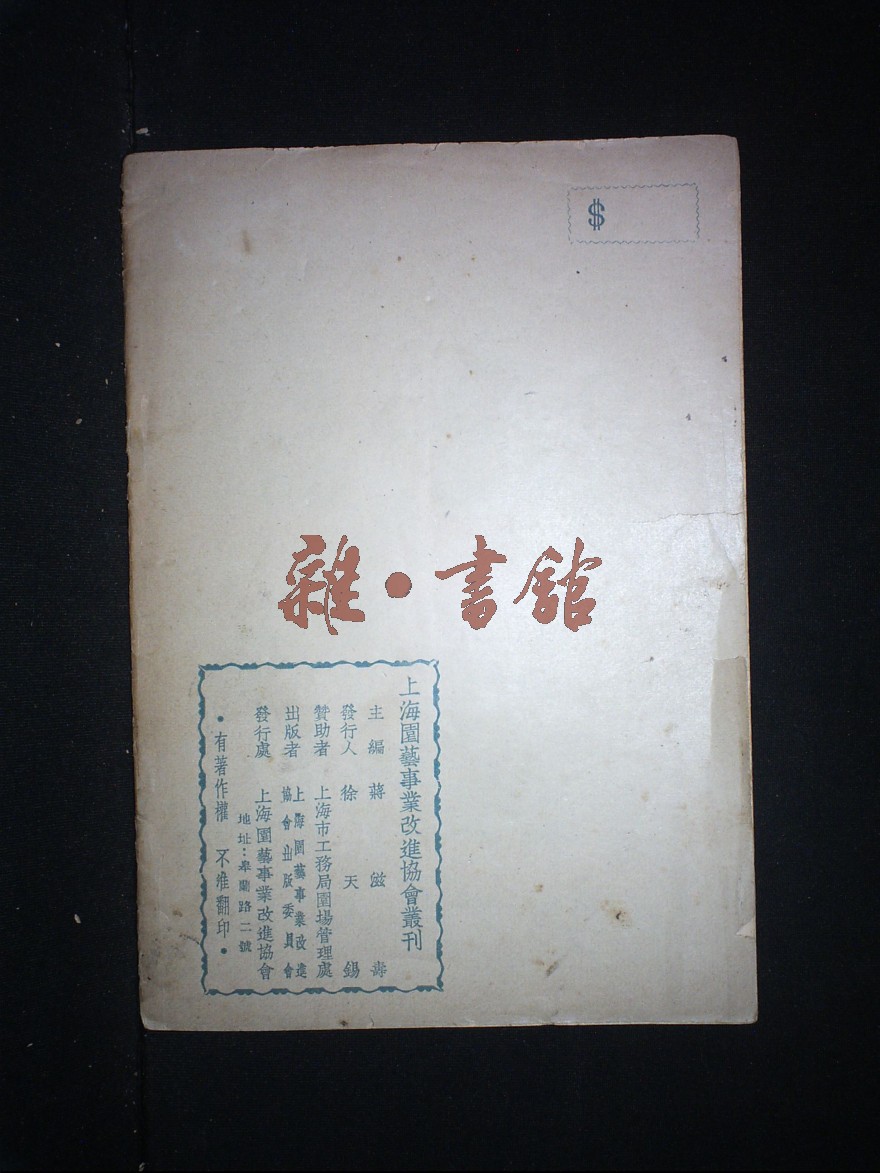 $
雜•書館
上海園藝事業改進協會叢刊
主編 蔣滋壽
發行人 徐天錫
贊助者 上海市工務局園場管理處
出版者 上海園藝事業改進
協會出版委員會
發行處 上海園藝事業改進協會
地址:皋蘭路二號
•有著作權 不准翻印•